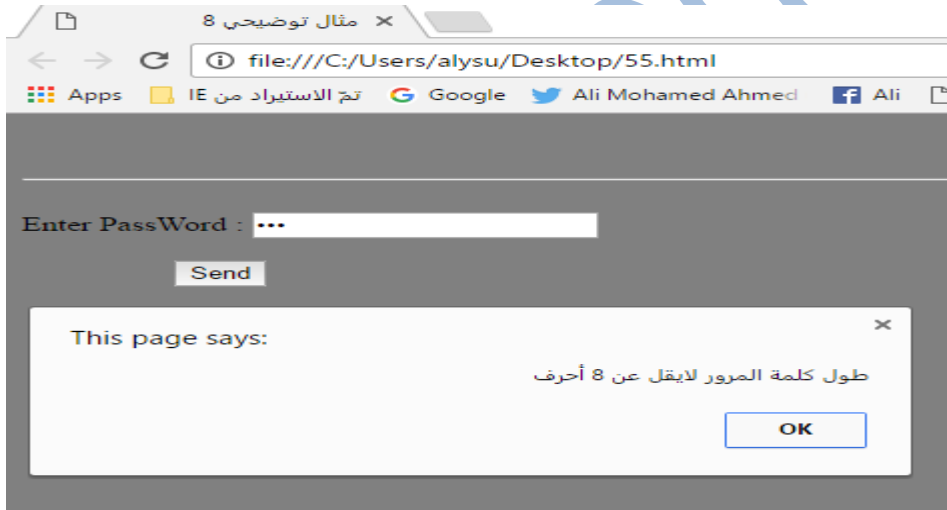 مثال توضيحي 8
file:///C:/Users/alysu/Desktop/55.html
Apps تمّ الاستيراد من IE Google Ali Mohamed Ahmed Ali
Enter PassWord : •••
Send
This page says:
طول كلمة المرور لايقل عن 8 أحرف
OK